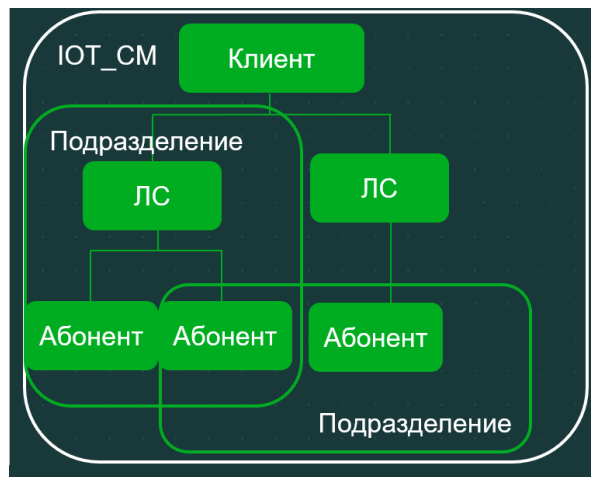 IOT_CM
Клиент
Подразделение
ЛС
ЛС
Абонент
Абонент
Абонент
Подразделение